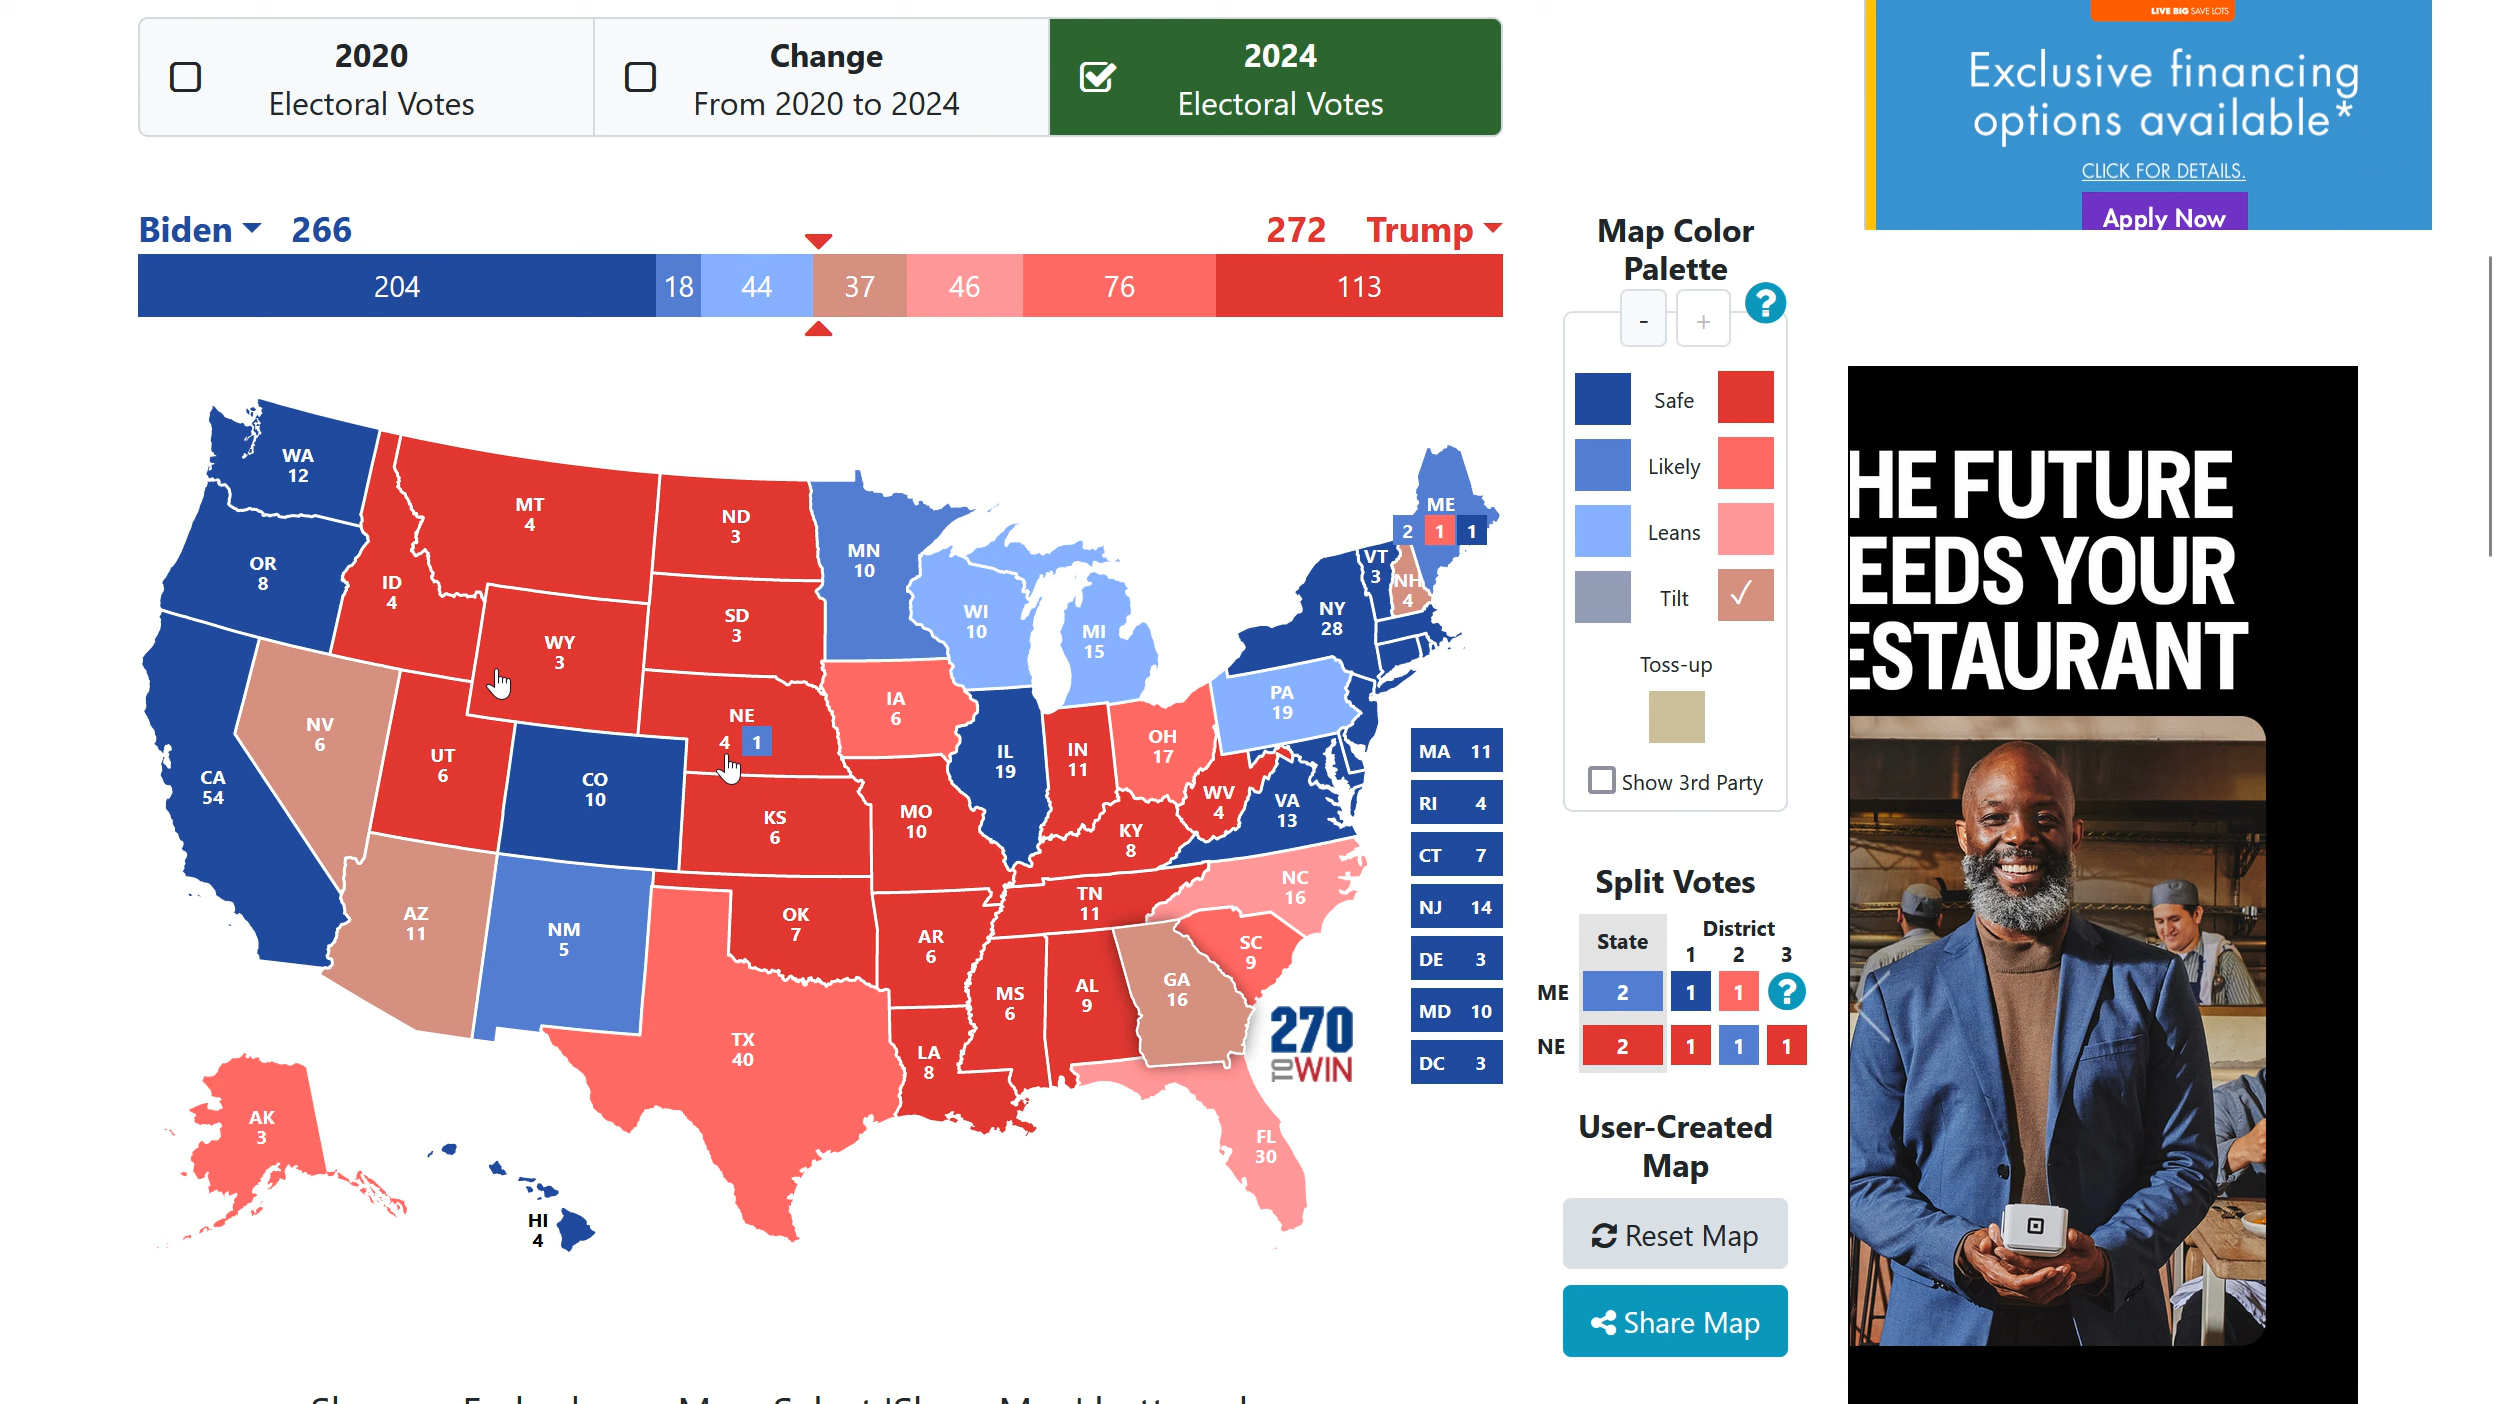 2020
Electoral Votes
Change
From 2020 to 2024
2024
Electoral Votes
LIVE BIG SAVE LOTS
Exclusive financing
options available*
CLICK FOR DETAILS.
Apply Now
Biden 266
272 Trump
204 18 44 37 46 76 113
Map Color
Palette
- + ?
Safe
Likely
Leans
Tilt
Toss-up
Show 3rd Party
WA
12
OR
8
CA
54
ID
4
NV
6
MT
4
WY
3
UT
6
CO
10
AZ
11
NM
5
ND
3
SD
3
NE
4 1
KS
6
OK
7
TX
40
MN
10
IA
6
MO
10
AR
6
LA
8
WI
10
IL
19
MI
15
IN
11
OH
17
KY
8
TN
11
MS
6
AL
9
GA
16
FL
30
SC
9
NC
16
VA
13
WV
4
PA
19
NY
28
VT
3
NH
4
ME
2 1 1
AK
3
HI
4
MA 11
RI 4
CT 7
NJ 14
DE 3
MD 10
DC 3
270
TO WIN
Split Votes
State District
1 2 3
ME 2 1 1 ?
NE 2 1 1 1
User-Created
Map
Reset Map
Share Map
HE FUTURE
EEDS YOUR
ESTAURANT